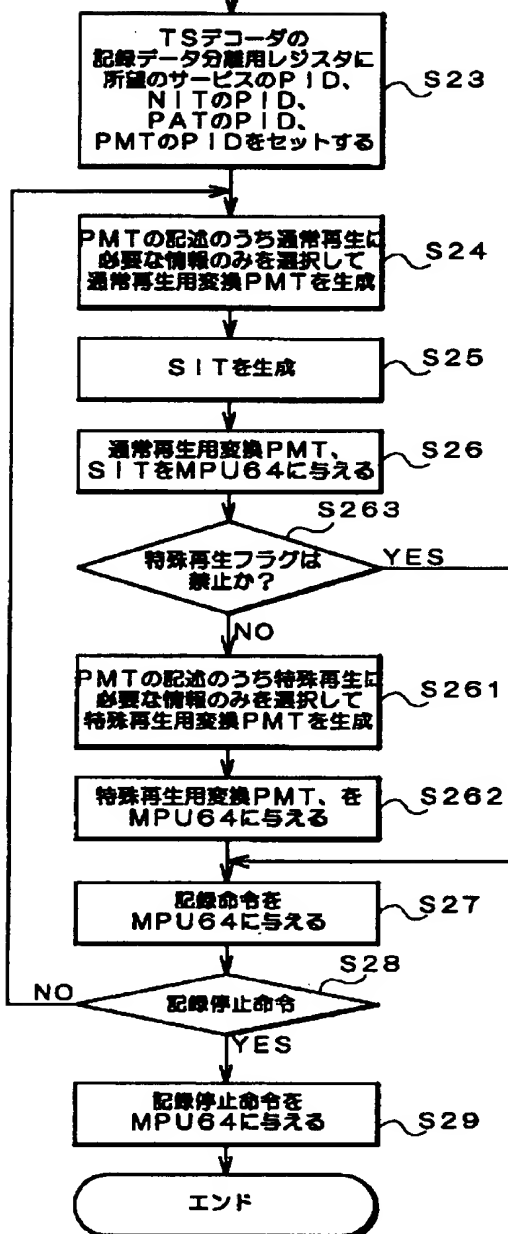 TSデコーダの
記録データ分離用レジスタに
所望のサービスのPID、
NITのPID、
PATのPID、
PMTのPIDをセットする
S23
PMTの記述のうち通常再生に
必要な情報のみを選択して
通常再生用変換PMTを生成
S24
SITを生成
S25
通常再生用変換PMT、
SITをMPU64に与える
S26
S263
特殊再生フラグは
禁止か?
YES
NO
PMTの記述のうち特殊再生に
必要な情報のみを選択して
特殊再生用変換PMTを生成
S261
特殊再生用変換PMT、を
MPU64に与える
S262
記録命令を
MPU64に与える
S27
S28
記録停止命令
NO
YES
記録停止命令を
MPU64に与える
S29
エンド